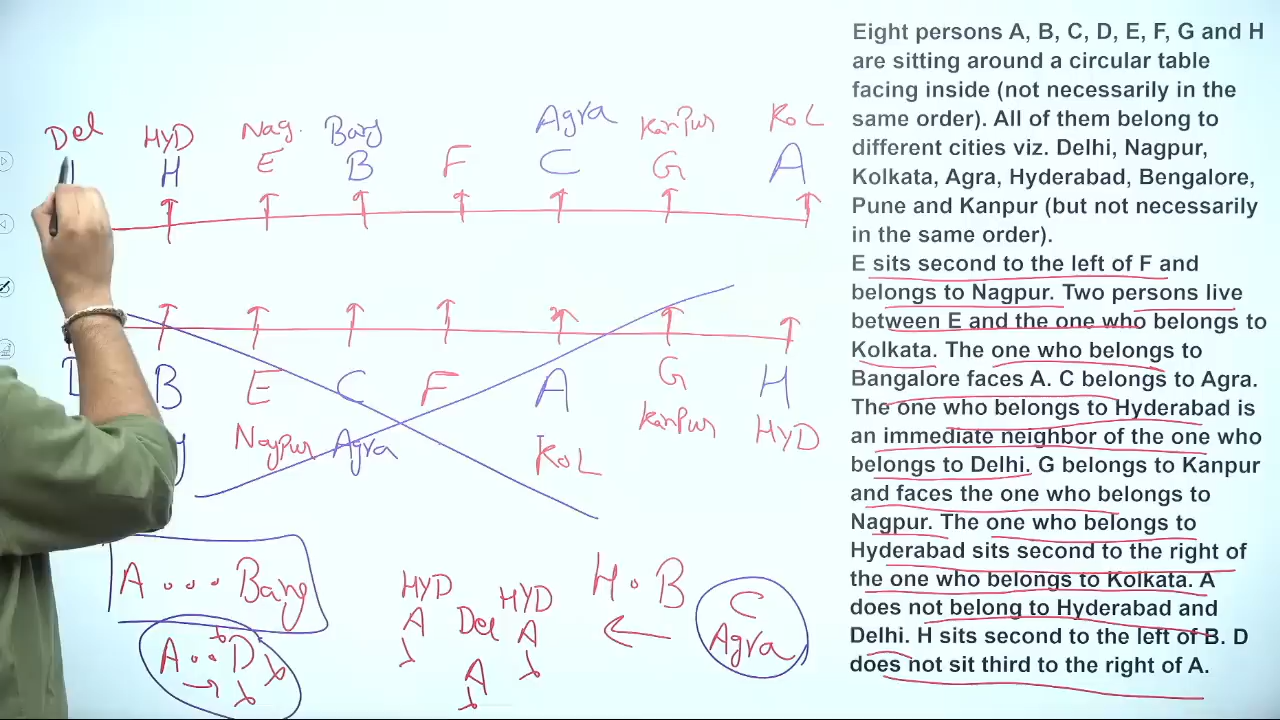 Eight persons A, B, C, D, E, F, G and H
are sitting around a circular table
facing inside (not necessarily in the
same order). All of them belong to
different cities viz. Delhi, Nagpur,
Kolkata, Agra, Hyderabad, Bengalore,
Pune and Kanpur (but not necessarily
in the same order).
E sits second to the left of F and
belongs to Nagpur. Two persons live
between E and the one who belongs to
Kolkata. The one who belongs to
Bangalore faces A. C belongs to Agra.
The one who belongs to Hyderabad is
an immediate neighbor of the one who
belongs to Delhi. G belongs to Kanpur
and faces the one who belongs to
Nagpur. The one who belongs to
Hyderabad sits second to the right of
the one who belongs to Kolkata. A
does not belong to Hyderabad and
Delhi. H sits second to the left of B. D
does not sit third to the right of A.
Del HYD Nag. Bang Agra Kanpur KOL
H E B F C G A
B E C F A G H
Nagpur Agra KOL Kanpur HYD
A . . . Bang
A . . D
HYD
A
Del
A
HYD
A
H . B
C
Agra